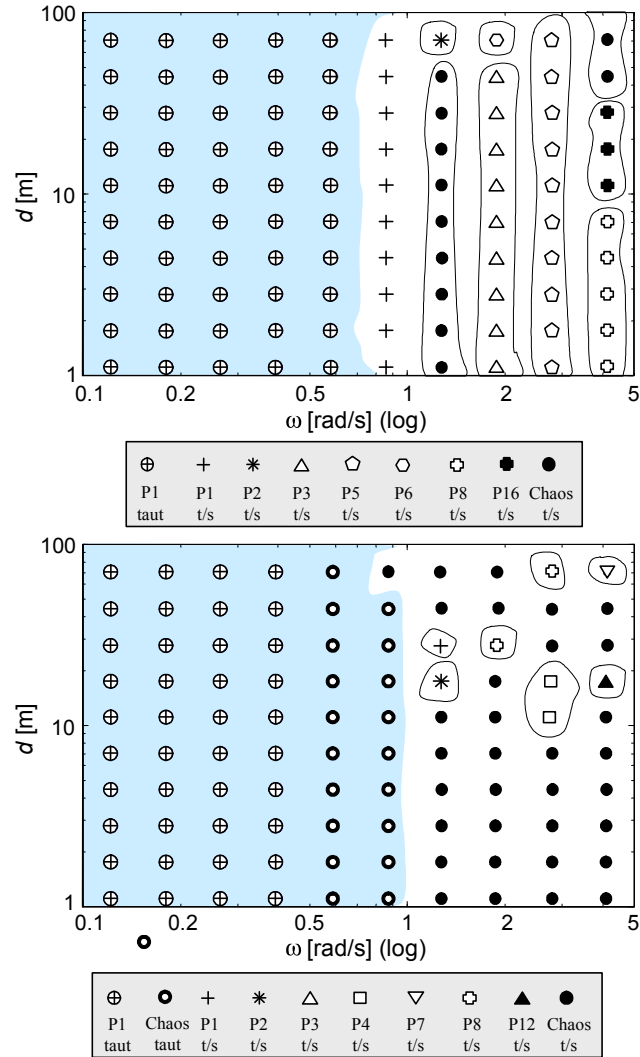 100
10
1
d [m]
0.1 0.2 0.5 1 2 5
ω [rad/s] (log)
P1 P1 P2 P3 P5 P6 P8 P16 Chaos
taut t/s t/s t/s t/s t/s t/s t/s t/s
100
10
1
d [m]
0.1 0.2 0.5 1 2 5
ω [rad/s] (log)
P1 Chaos P1 P2 P3 P4 P7 P8 P12 Chaos
taut taut t/s t/s t/s t/s t/s t/s t/s t/s